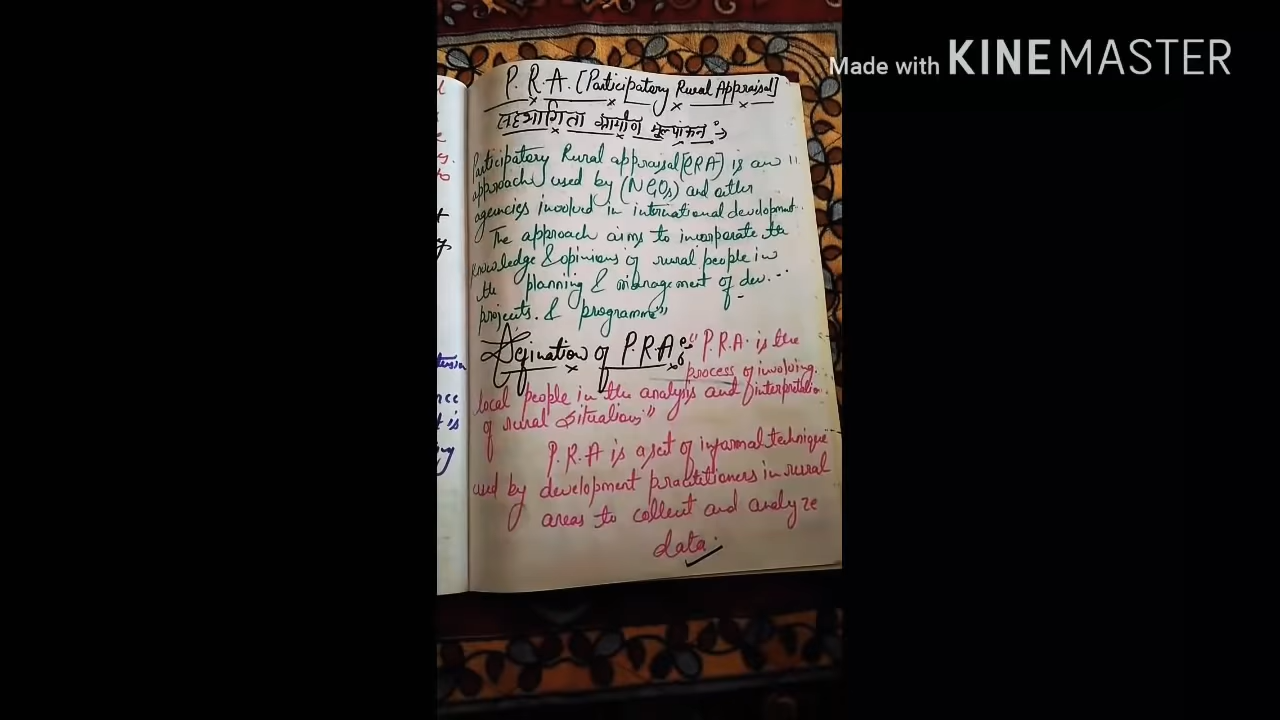 Made with KINEMASTER
P.R.A. [Participatory Rural Appraisal]
सहभागिता ग्रामीण मूल्यांकन :→
Participatory Rural appraisal [PRA] is an
approach used by (NGOs) and other
agencies involved in international development.
The approach aims to incorporate the
knowledge & opinions of rural people in
the planning & management of dev...
projects. & programme"
Defination of P.R.A: "P.R.A. is the
process of involving
local people in the analysis and interpretation
of rural situations"
P.R.A is a set of informal technique
used by development practitioners in rural
areas to collect and analyze
data.